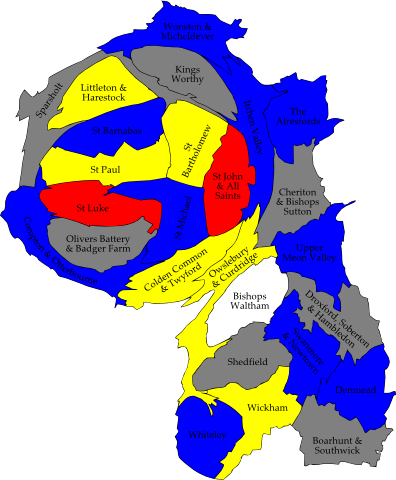 Wonston &
Micheldever
Kings
Worthy
Sparsholt
Littleton &
Harestock
Itchen Valley
The
Alresfords
St Barnabas
St
Bartholomew
St Paul
St John
& All
Saints
Cheriton
& Bishops
Sutton
St Luke
St Michael
Olivers Battery
& Badger Farm
Compton & Otterbourne
Colden Common
& Twyford
Owslebury
& Curdridge
Upper
Meon Valley
Bishops
Waltham
Droxford, Soberton
& Hambledon
Swanmore
& Newtown
Shedfield
Denmead
Wickham
Whiteley
Boarhunt &
Southwick